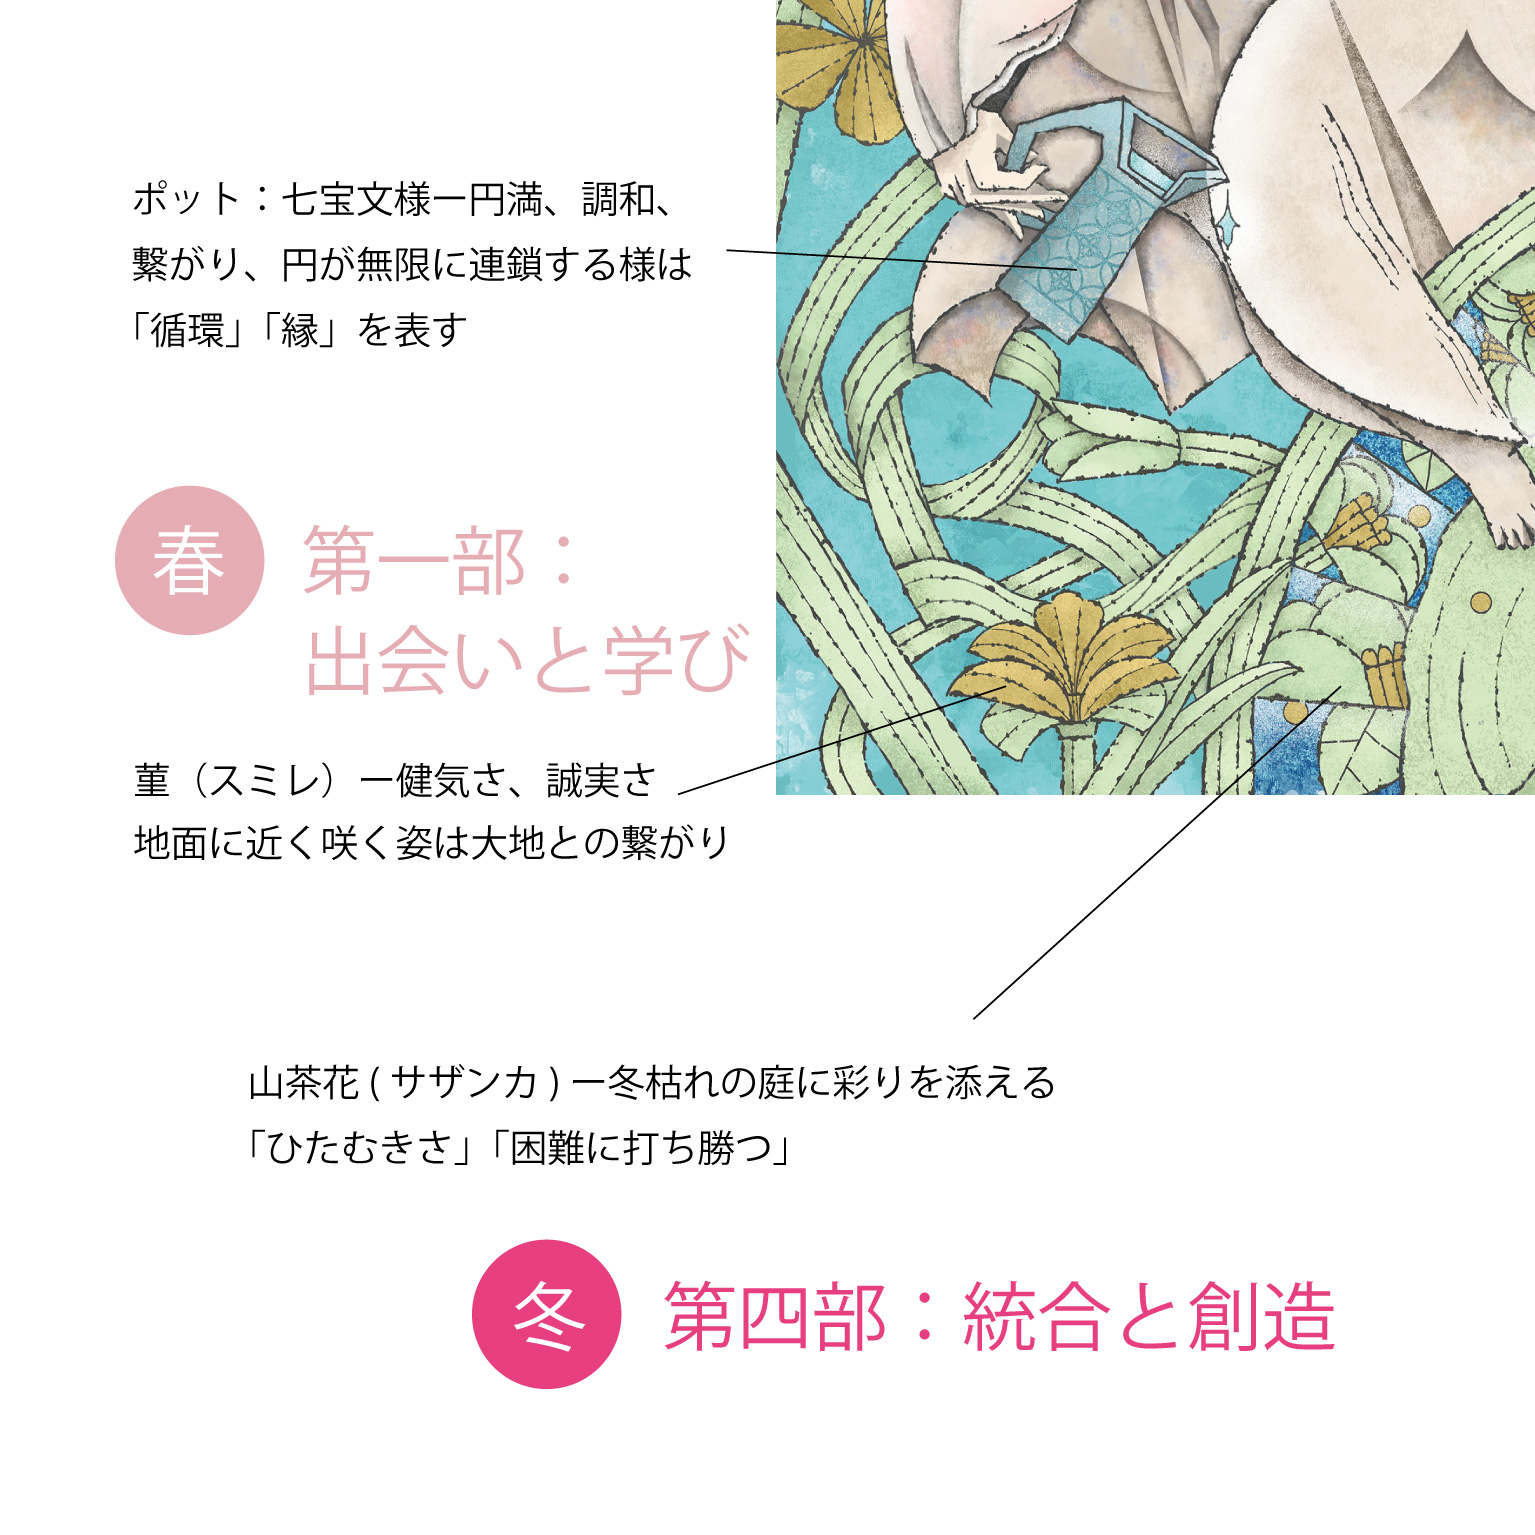 ポット：七宝文様ー円満、調和、
繋がり、円が無限に連鎖する様は
「循環」「縁」を表す
春
第一部：
出会いと学び
菫（スミレ）ー健気さ、誠実さ
地面に近く咲く姿は大地との繋がり
山茶花 ( サザンカ ) ー冬枯れの庭に彩りを添える
「ひたむきさ」「困難に打ち勝つ」
冬
第四部：統合と創造